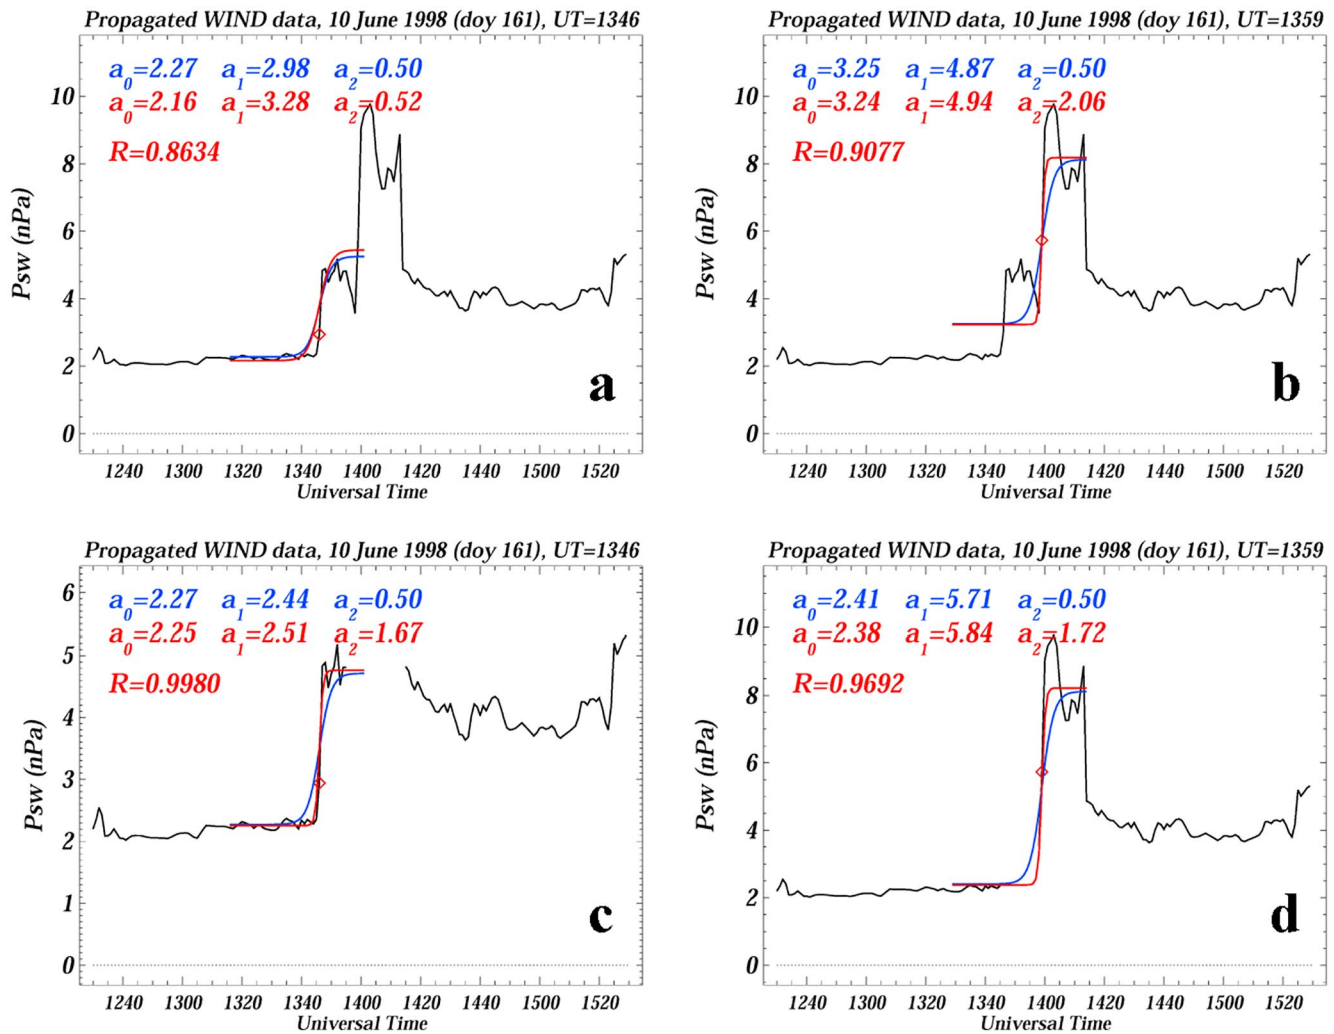 Propagated WIND data, 10 June 1998 (doy 161), UT=1346
a0=2.27 a1=2.98 a2=0.50
a0=2.16 a1=3.28 a2=0.52
R=0.8634
Psw (nPa)
10
8
6
4
2
0
a
1240 1300 1320 1340 1400 1420 1440 1500 1520
Universal Time
Propagated WIND data, 10 June 1998 (doy 161), UT=1359
a0=3.25 a1=4.87 a2=0.50
a0=3.24 a1=4.94 a2=2.06
R=0.9077
Psw (nPa)
10
8
6
4
2
0
b
1240 1300 1320 1340 1400 1420 1440 1500 1520
Universal Time
Propagated WIND data, 10 June 1998 (doy 161), UT=1346
a0=2.27 a1=2.44 a2=0.50
a0=2.25 a1=2.51 a2=1.67
R=0.9980
Psw (nPa)
6
5
4
3
2
1
0
c
1240 1300 1320 1340 1400 1420 1440 1500 1520
Universal Time
Propagated WIND data, 10 June 1998 (doy 161), UT=1359
a0=2.41 a1=5.71 a2=0.50
a0=2.38 a1=5.84 a2=1.72
R=0.9692
Psw (nPa)
10
8
6
4
2
0
d
1240 1300 1320 1340 1400 1420 1440 1500 1520
Universal Time